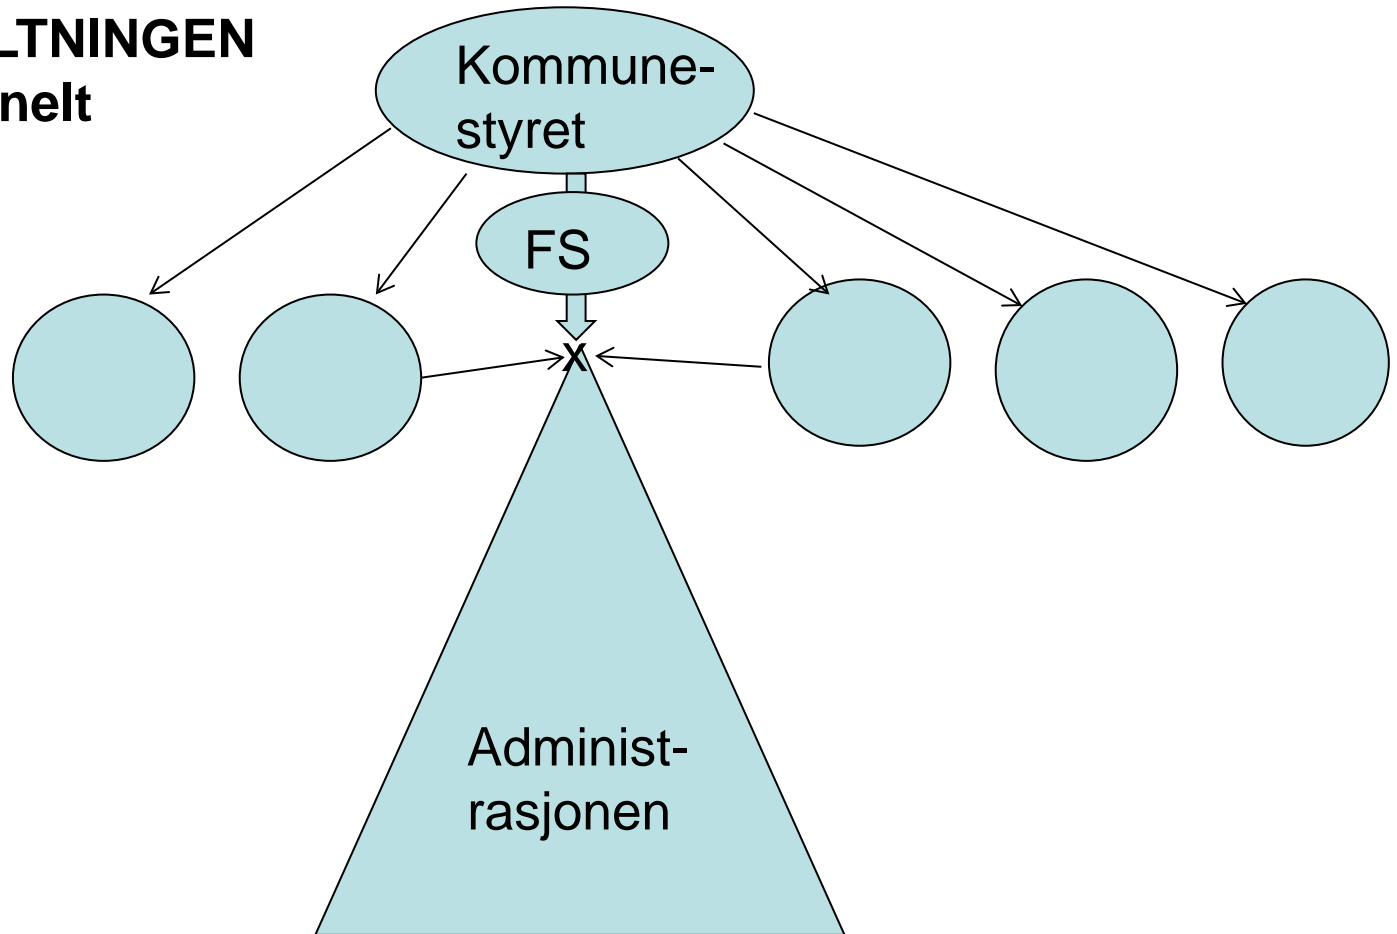 LTNINGEN
nelt
Kommune-
styret
FS
x
Administ-
rasjonen